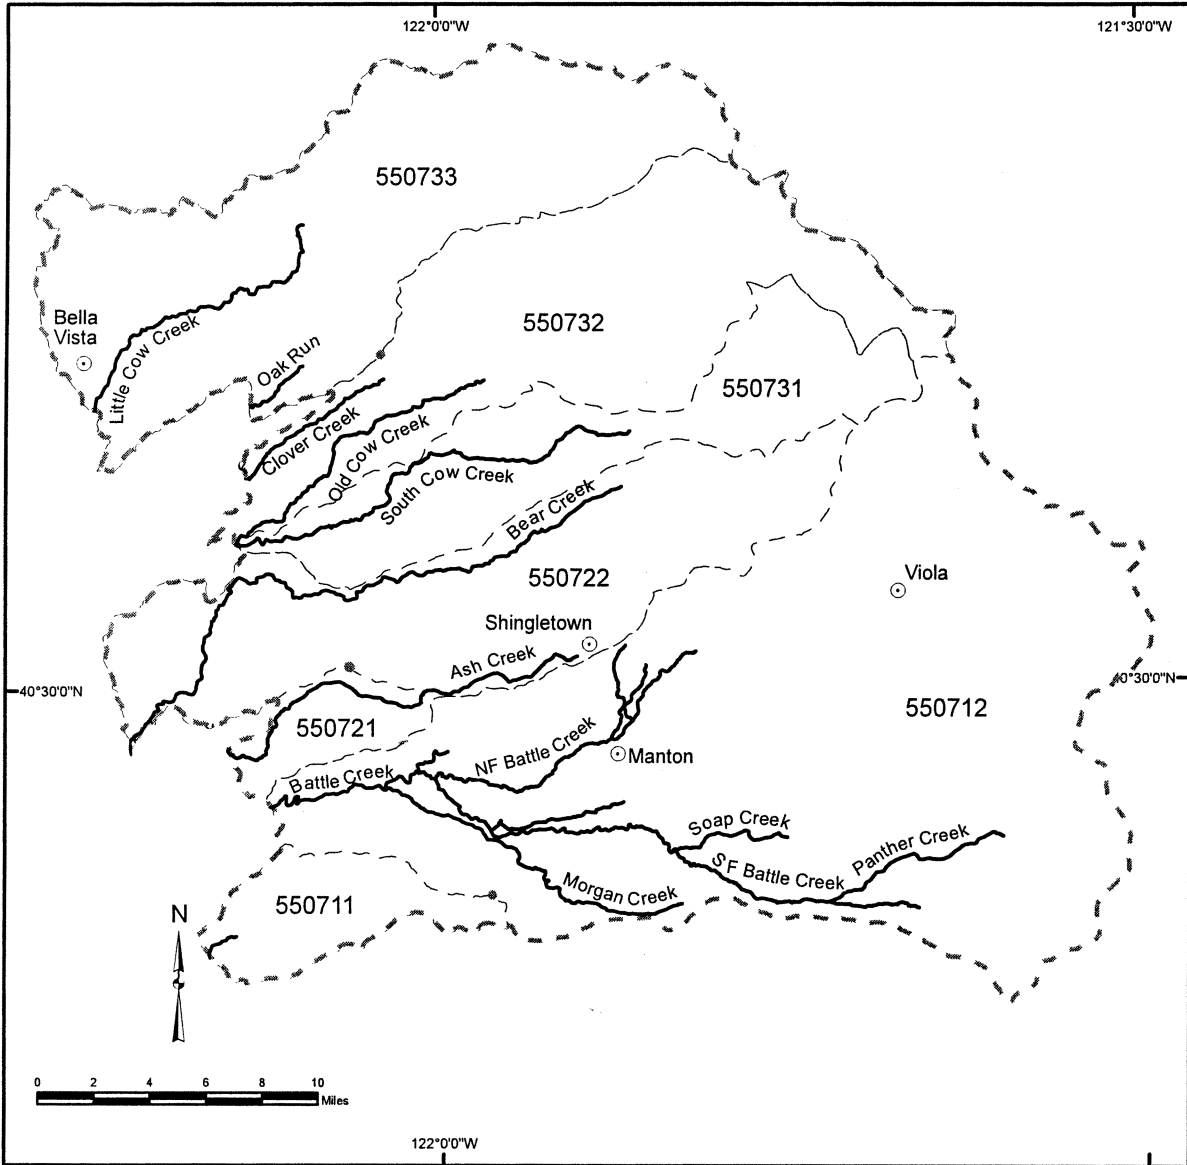 122°0'0"W
121°30'0"W
550733
Bella
Vista
Little Cow Creek
Oak Run
550732
550731
Clover Creek
Old Cow Creek
South Cow Creek
Bear Creek
550722
Viola
Shingletown
Ash Creek
40°30'0"N
0°30'0"N
550721
550712
NF Battle Creek
Manton
Battle Creek
Soap Creek
Panther Creek
SF Battle Creek
Morgan Creek
550711
N
0 2 4 6 8 10
Miles
122°0'0"W